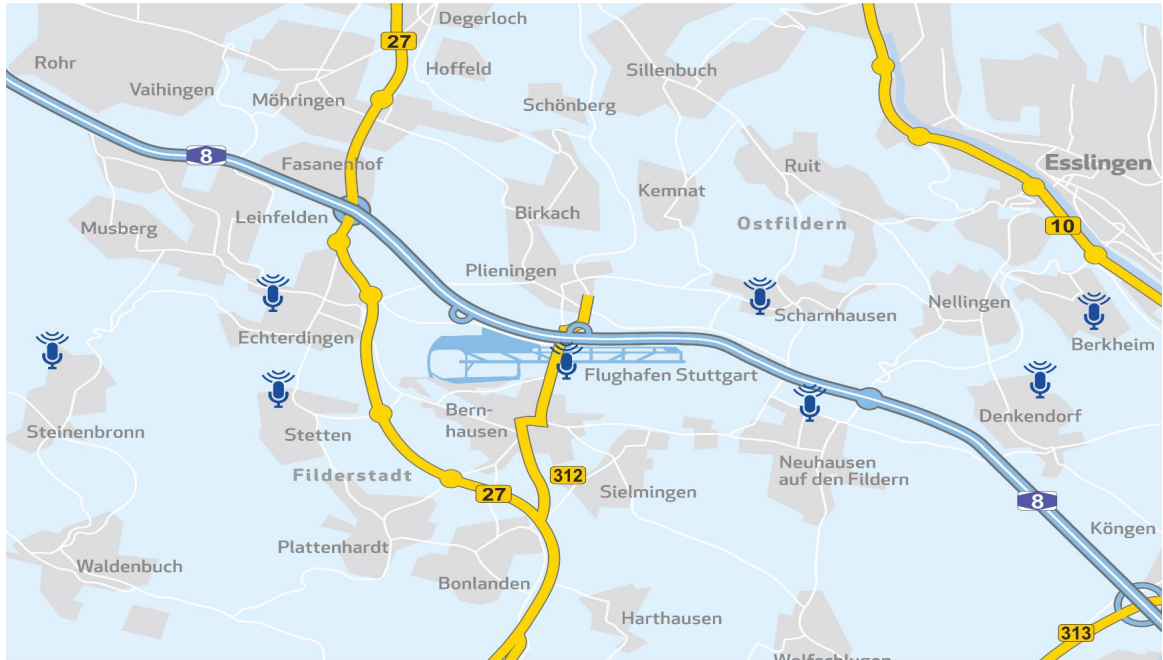 Degerloch
27
Rohr
Hoffeld
Sillenbuch
Vaihingen
Möhringen
Schönberg
8
Fasanenhof
Ruit
Esslingen
Kemnat
Leinfelden
Birkach
Musberg
Ostfildern
10
Plieningen
Nellingen
Scharnhausen
Echterdingen
Berkheim
Flughafen Stuttgart
Bern-
hausen
Denkendorf
Steinenbronn
Stetten
Neuhausen
auf den Fildern
Filderstadt
312
27
Sielmingen
8
Köngen
Plattenhardt
Waldenbuch
Bonlanden
Harthausen
313
Wolfschlugen